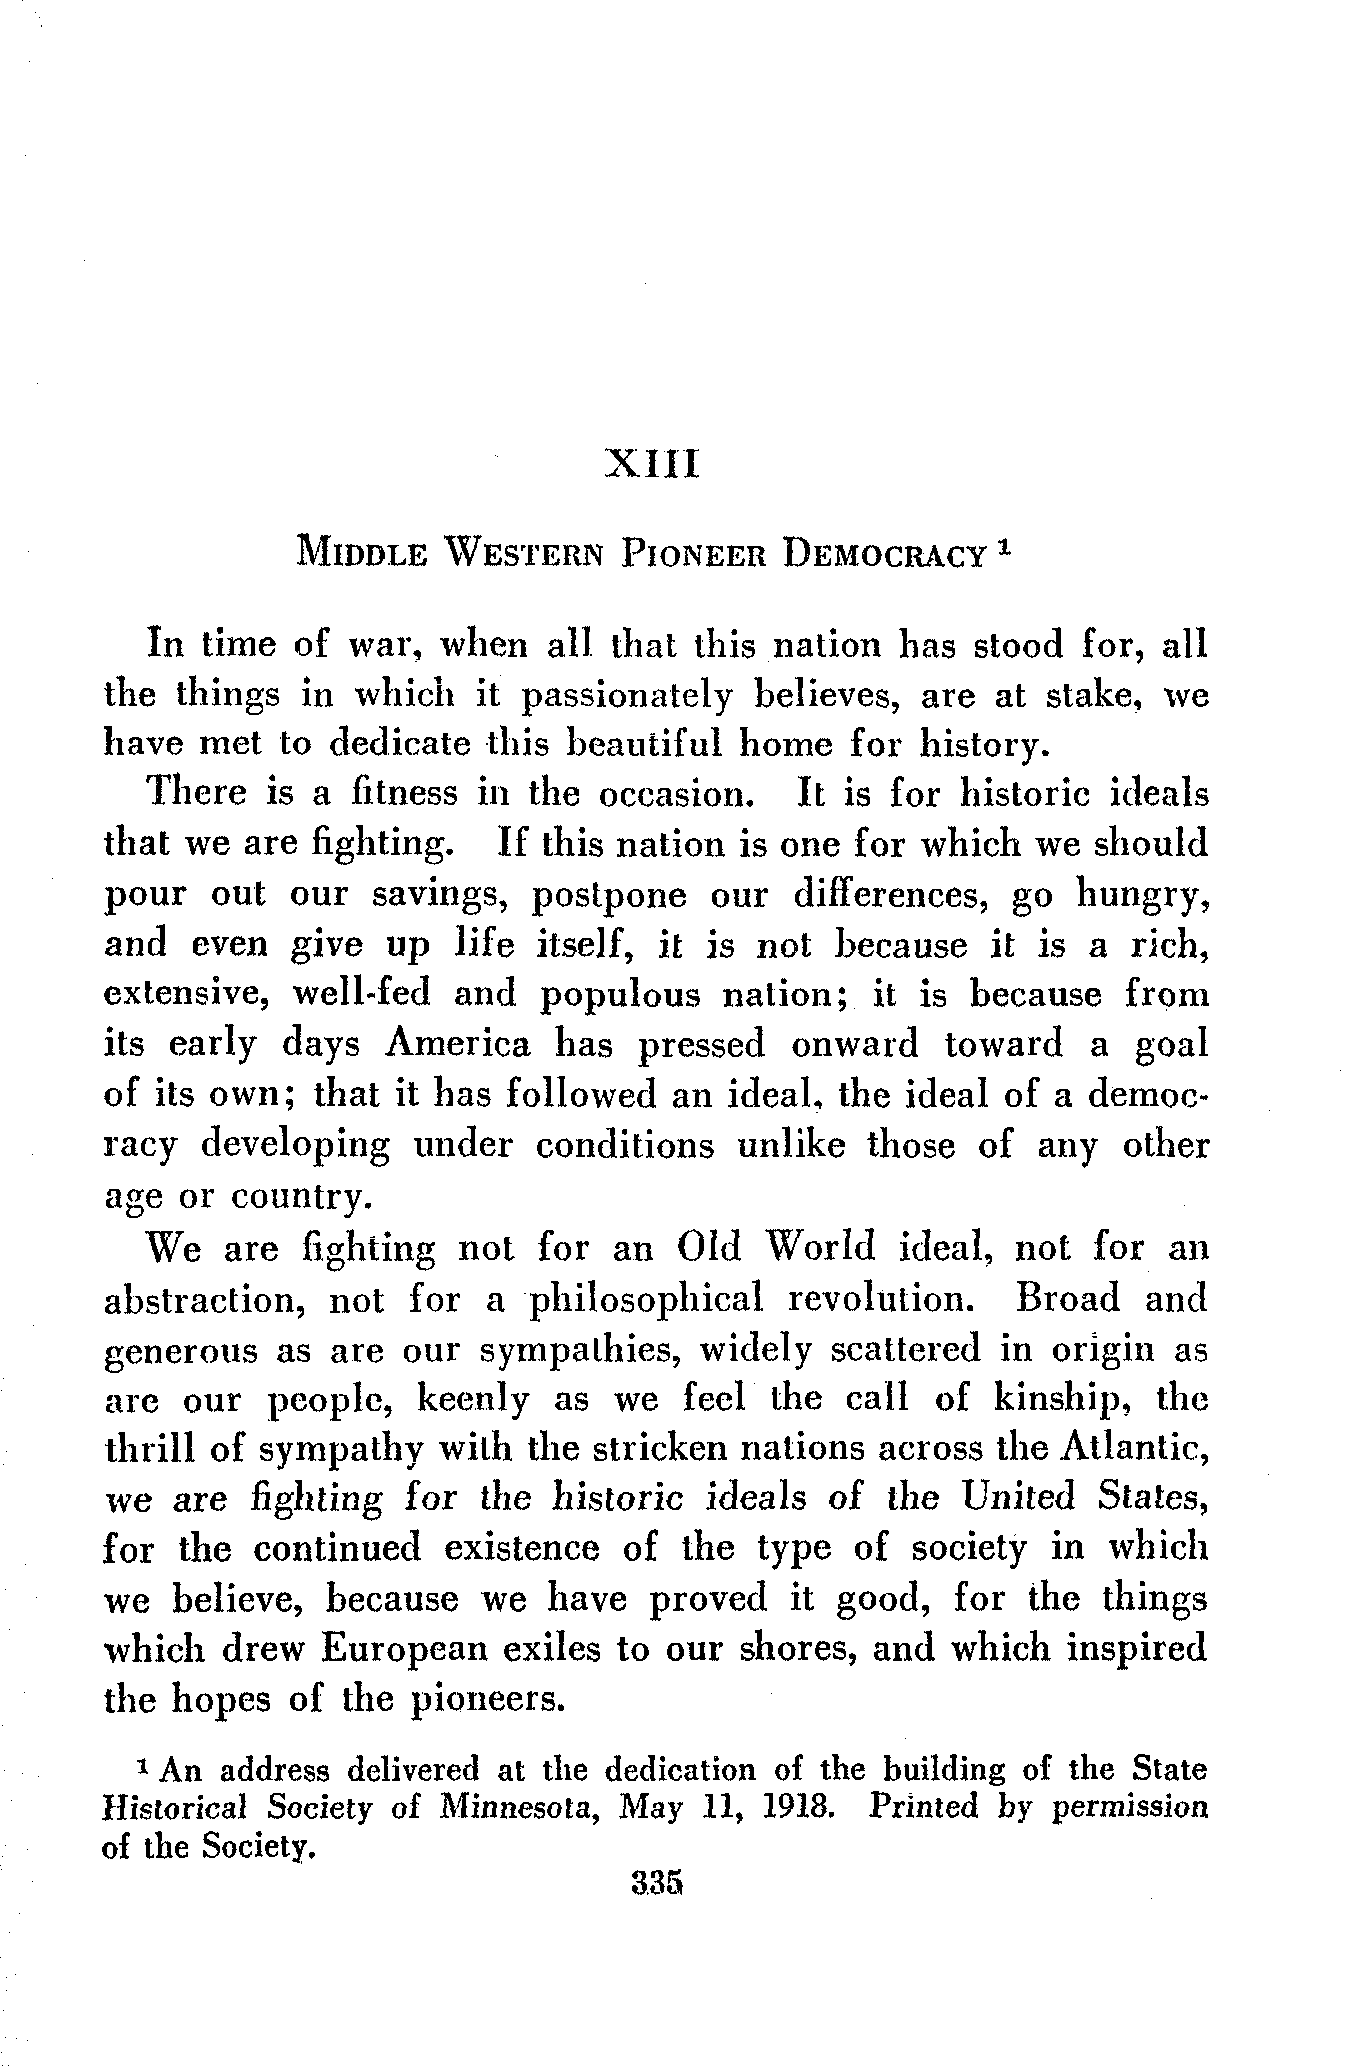 XIII
MIDDLE WESTERN PIONEER DEMOCRACY ¹
In time of war, when all that this nation has stood for, all
the things in which it passionately believes, are at stake, we
have met to dedicate this beautiful home for history.
There is a fitness in the occasion. It is for historic ideals
that we are fighting. If this nation is one for which we should
pour out our savings, postpone our differences, go hungry,
and even give up life itself, it is not because it is a rich,
extensive, well-fed and populous nation; it is because from
its early days America has pressed onward toward a goal
of its own; that it has followed an ideal, the ideal of a democ-
racy developing under conditions unlike those of any other
age or country.
We are fighting not for an Old World ideal, not for an
abstraction, not for a philosophical revolution. Broad and
generous as are our sympathies, widely scattered in origin as
are our people, keenly as we feel the call of kinship, the
thrill of sympathy with the stricken nations across the Atlantic,
we are fighting for the historic ideals of the United States,
for the continued existence of the type of society in which
we believe, because we have proved it good, for the things
which drew European exiles to our shores, and which inspired
the hopes of the pioneers.
¹ An address delivered at the dedication of the building of the State
Historical Society of Minnesota, May 11, 1918. Printed by permission
of the Society.
335